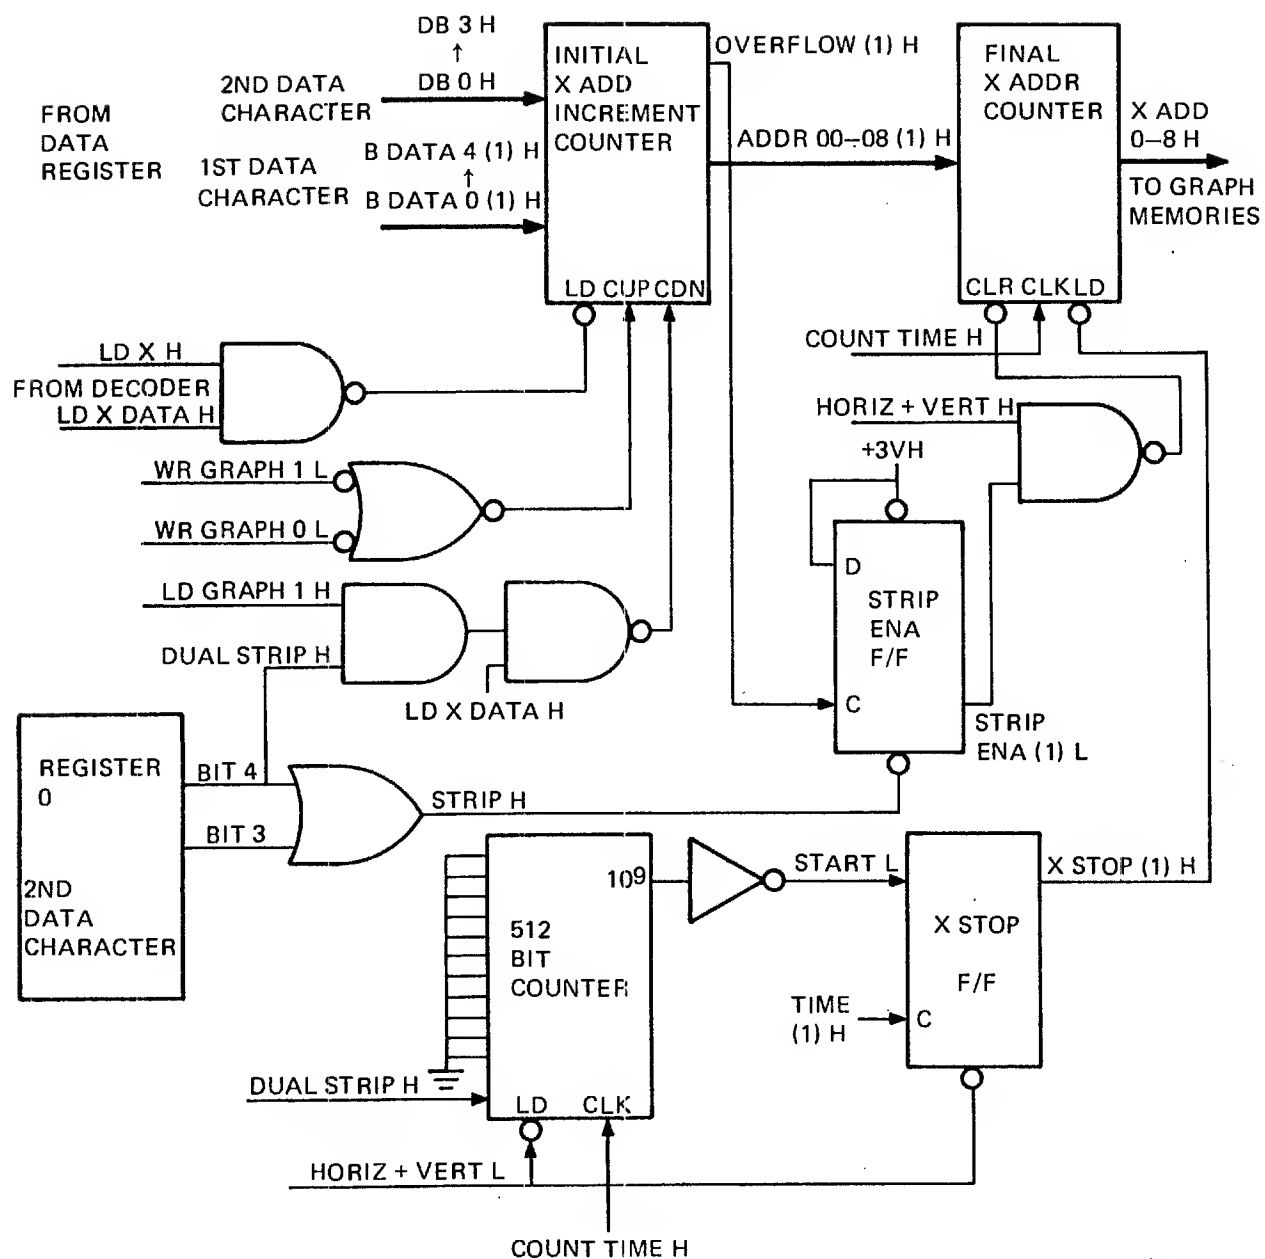 DB 3 H
↑
DB 0 H
2ND DATA
CHARACTER
FROM
DATA
REGISTER
B DATA 4 (1) H
↑
B DATA 0 (1) H
1ST DATA
CHARACTER
INITIAL
X ADD
INCREMENT
COUNTER
LD CUP CDN
OVERFLOW (1) H
ADDR 00–08 (1) H
FINAL
X ADDR
COUNTER
CLR CLK LD
X ADD
0–8 H
TO GRAPH
MEMORIES
LD X H
FROM DECODER
LD X DATA H
COUNT TIME H
HORIZ + VERT H
+3VH
WR GRAPH 1 L
WR GRAPH 0 L
LD GRAPH 1 H
DUAL STRIP H
LD X DATA H
D
STRIP
ENA
F/F
C
STRIP
ENA (1) L
REGISTER
0
2ND
DATA
CHARACTER
BIT 4
BIT 3
STRIP H
109
512
BIT
COUNTER
LD CLK
START L
X STOP (1) H
X STOP
F/F
TIME
(1) H
C
DUAL STRIP H
HORIZ + VERT L
COUNT TIME H